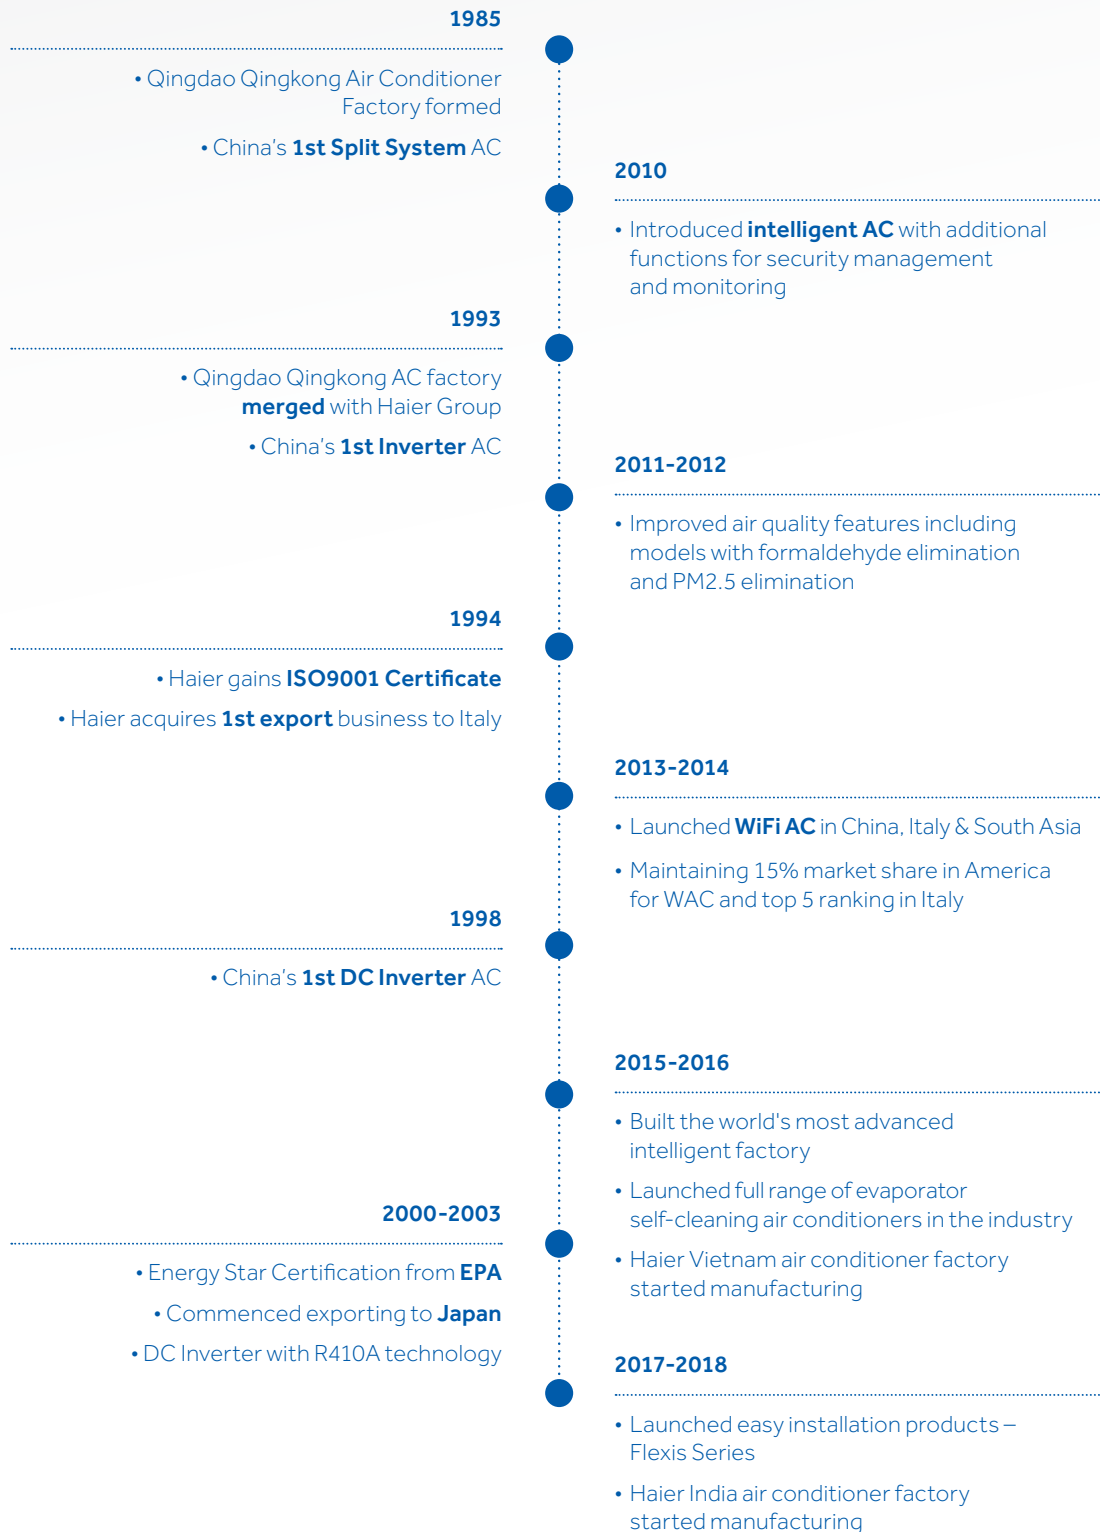 1985
• Qingdao Qingkong Air Conditioner
Factory formed
• China's 1st Split System AC
1993
• Qingdao Qingkong AC factory
merged with Haier Group
• China's 1st Inverter AC
1994
• Haier gains ISO9001 Certificate
• Haier acquires 1st export business to Italy
1998
• China's 1st DC Inverter AC
2000-2003
• Energy Star Certification from EPA
• Commenced exporting to Japan
• DC Inverter with R410A technology
2010
• Introduced intelligent AC with additional
functions for security management
and monitoring
2011-2012
• Improved air quality features including
models with formaldehyde elimination
and PM2.5 elimination
2013-2014
• Launched WiFi AC in China, Italy & South Asia
• Maintaining 15% market share in America
for WAC and top 5 ranking in Italy
2015-2016
• Built the world's most advanced
intelligent factory
• Launched full range of evaporator
self-cleaning air conditioners in the industry
• Haier Vietnam air conditioner factory
started manufacturing
2017-2018
• Launched easy installation products –
Flexis Series
• Haier India air conditioner factory
started manufacturing